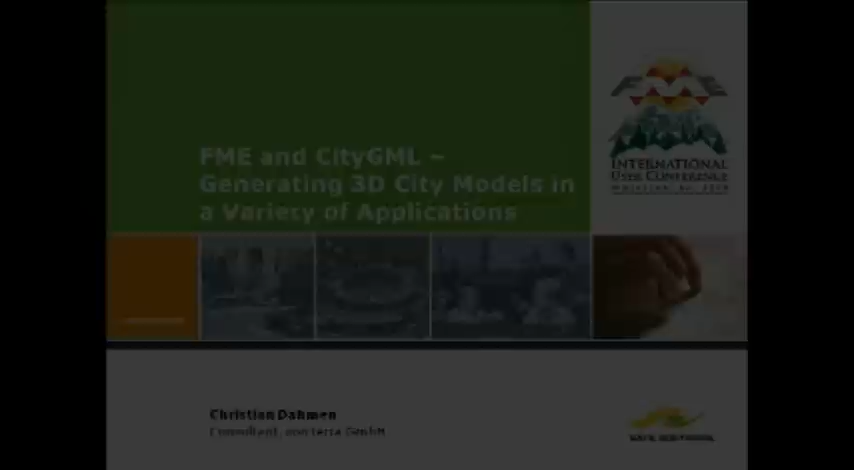 FME and CityGML –
Generating 3D City Models in
a Variety of Applications
FME
INTERNATIONAL
USER CONFERENCE
Christian Dahmen
Consultant, con terra GmbH